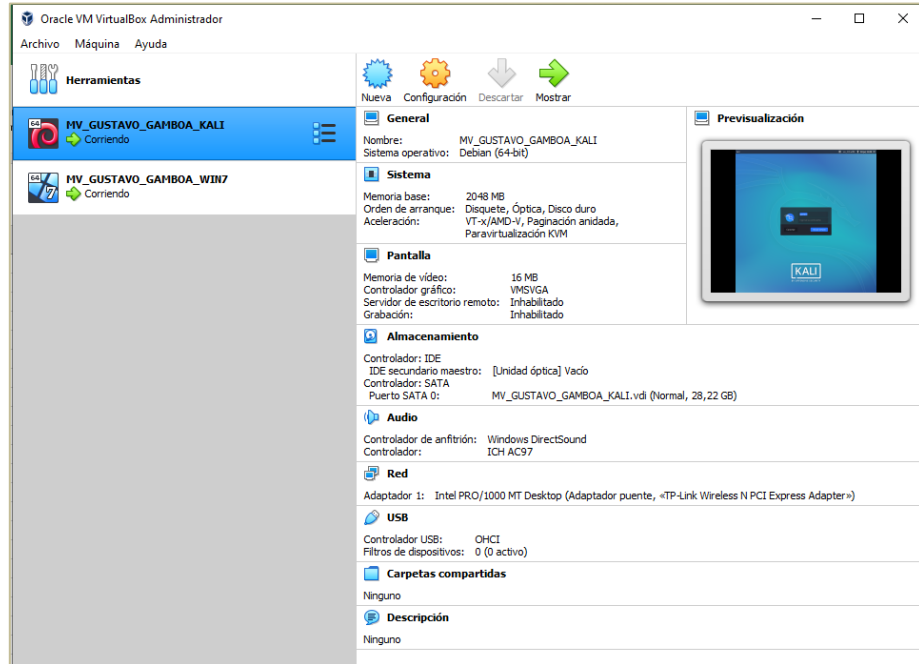 Oracle VM VirtualBox Administrador
Archivo Máquina Ayuda
Herramientas
64
MV_GUSTAVO_GAMBOA_KALI
Corriendo
64
7
MV_GUSTAVO_GAMBOA_WIN7
Corriendo
Nueva Configuración Descartar Mostrar
General
Nombre: MV_GUSTAVO_GAMBOA_KALI
Sistema operativo: Debian (64-bit)
Sistema
Memoria base: 2048 MB
Orden de arranque: Disquete, Óptica, Disco duro
Aceleración: VT-x/AMD-V, Paginación anidada,
Paravirtualización KVM
Pantalla
Memoria de vídeo: 16 MB
Controlador gráfico: VMSVGA
Servidor de escritorio remoto: Inhabilitado
Grabación: Inhabilitado
Previsualización
KALI
Almacenamiento
Controlador: IDE
IDE secundario maestro: [Unidad óptica] Vacío
Controlador: SATA
Puerto SATA 0: MV_GUSTAVO_GAMBOA_KALI.vdi (Normal, 28,22 GB)
Audio
Controlador de anfitrión: Windows DirectSound
Controlador: ICH AC97
Red
Adaptador 1: Intel PRO/1000 MT Desktop (Adaptador puente, «TP-Link Wireless N PCI Express Adapter»)
USB
Controlador USB: OHCI
Filtros de dispositivos: 0 (0 activo)
Carpetas compartidas
Ninguno
Descripción
Ninguno